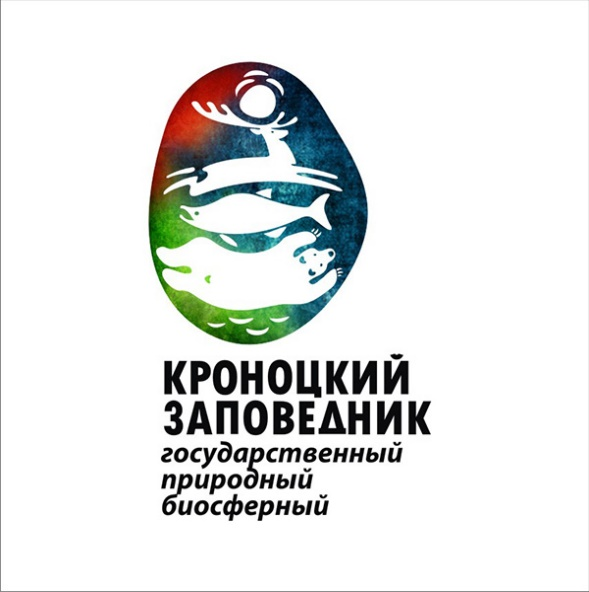 КРОНОЦКИЙ
ЗАПОВЕДНИК
государственный
природный
биосферный